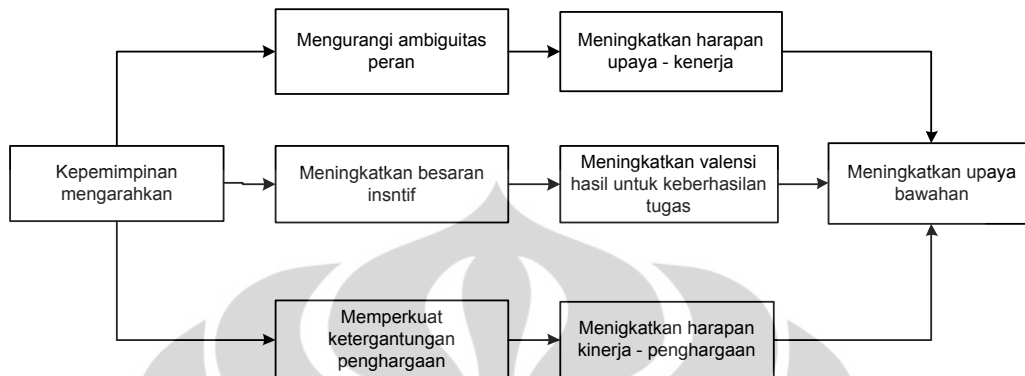 Mengurangi ambiguitas
peran
Meningkatkan harapan
upaya - kenerja
Kepemimpinan
mengarahkan
Meningkatkan besaran
insntif
Meningkatkan valensi
hasil untuk keberhasilan
tugas
Meningkatkan upaya
bawahan
Memperkuat
ketergantungan
penghargaan
Menigkatkan harapan
kinerja - penghargaan